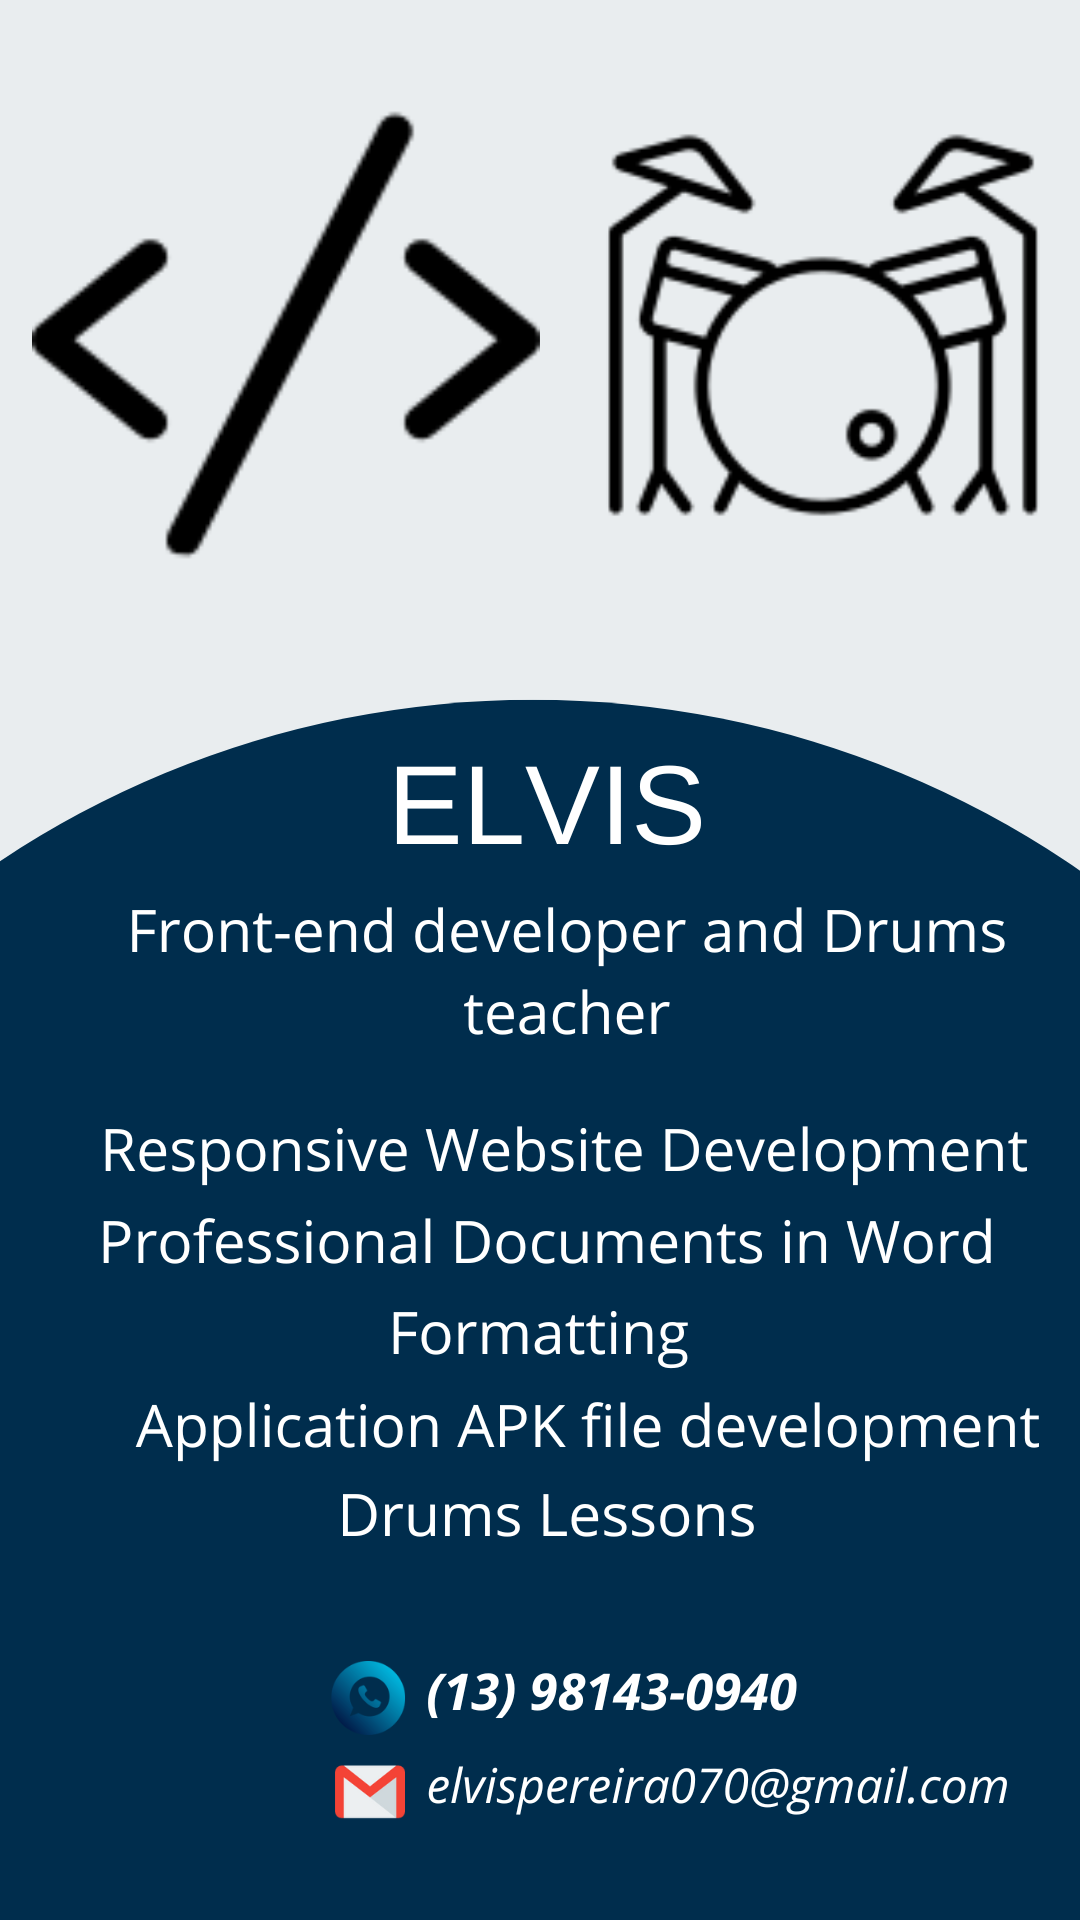 ELVIS
Front-end developer and Drums
teacher
Responsive Website Development
Professional Documents in Word
Formatting
Application APK file development
Drums Lessons
(13) 98143-0940
elvispereira070@gmail.com